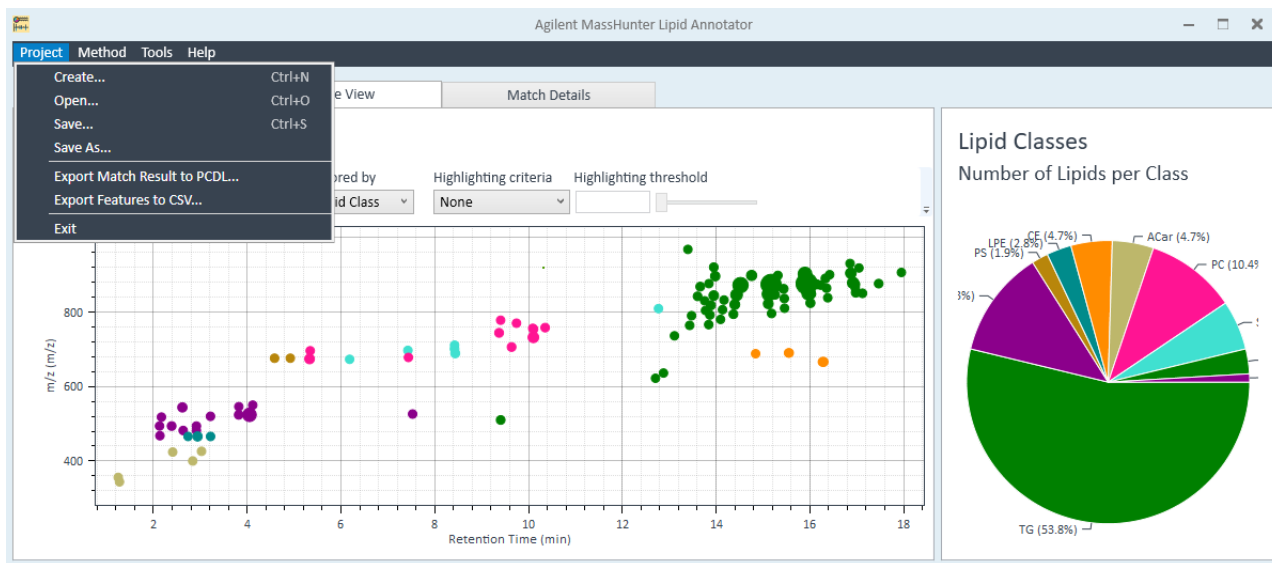 Agilent MassHunter Lipid Annotator
Project Method Tools Help
Create... Ctrl+N
Open... Ctrl+O
Save... Ctrl+S
Save As...
Export Match Result to PCDL...
Export Features to CSV...
Exit
e View
Match Details
ored by Highlighting criteria Highlighting threshold
id Class None
m/z (m/z)
800
600
400
2 4 6 8 10 12 14 16 18
Retention Time (min)
Lipid Classes
Number of Lipids per Class
CE (4.7%)
ACar (4.7%)
LPE (2.8%)
PS (1.9%)
PC (10.4%
3%)
TG (53.8%)